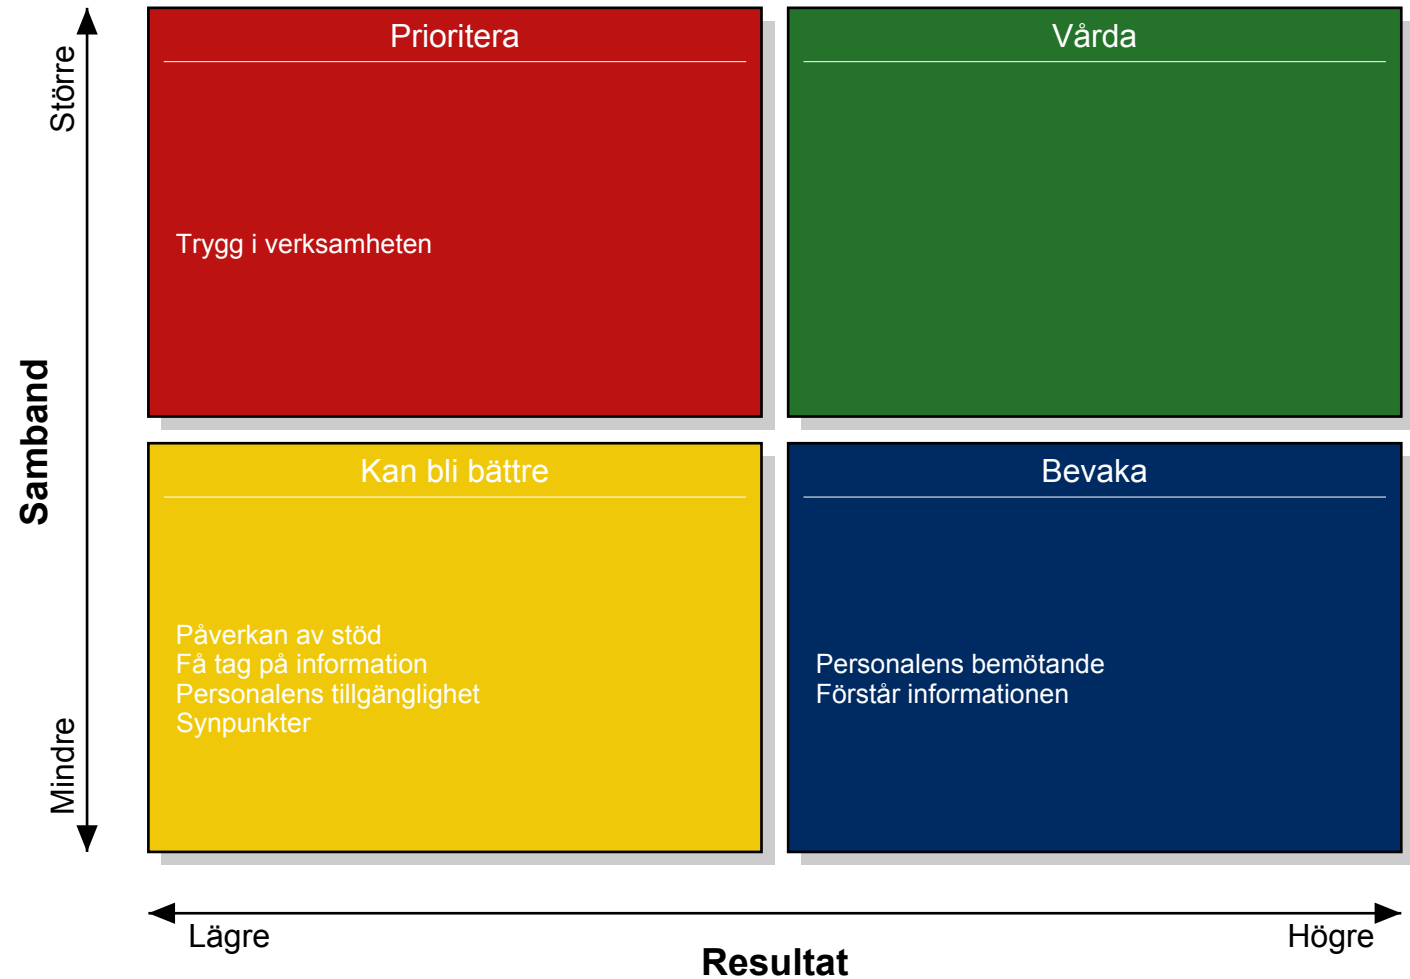 Större
Samband
Mindre
Prioritera
Trygg i verksamheten
Vårda
Kan bli bättre
Påverkan av stöd
Få tag på information
Personalens tillgänglighet
Synpunkter
Bevaka
Personalens bemötande
Förstår informationen
Lägre
Resultat
Högre